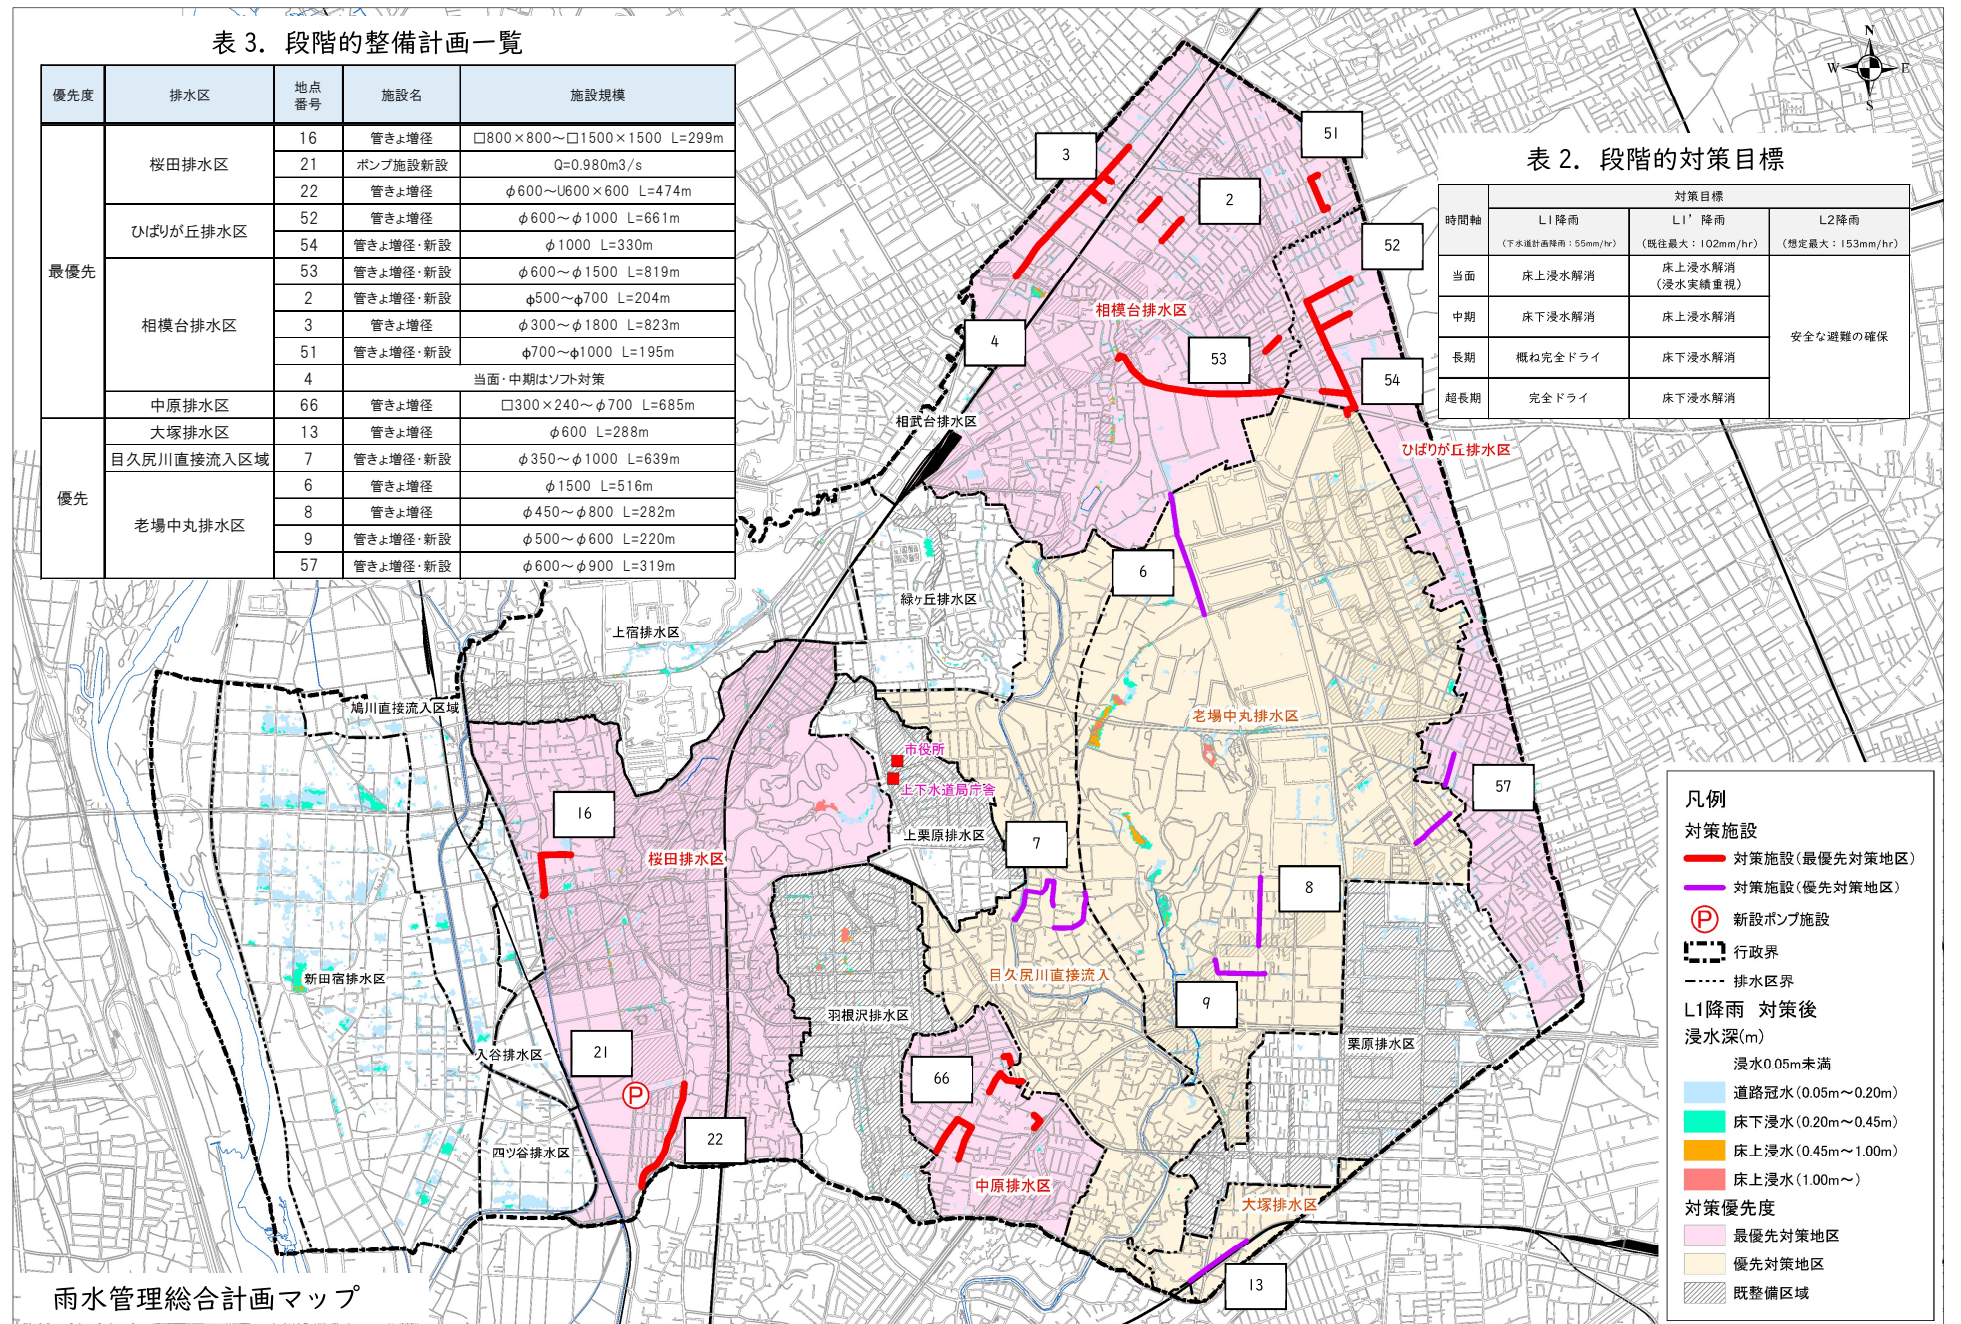 表3. 段階的整備計画一覧
優先度 排水区 地点番号 施設名 施設規模
最優先 桜田排水区 16 管きょ増径 □800×800～□1500×1500 L=299m
21 ポンプ施設新設 Q=0.980m3/s
22 管きょ増径 φ600～U600×600 L=474m
ひばりが丘排水区 52 管きょ増径 φ600～φ1000 L=661m
54 管きょ増径・新設 φ1000 L=330m
相模台排水区 53 管きょ増径・新設 φ600～φ1500 L=819m
2 管きょ増径・新設 φ500～φ700 L=204m
3 管きょ増径 φ300～φ1800 L=823m
51 管きょ増径・新設 φ700～φ1000 L=195m
4 当面・中期はソフト対策
中原排水区 66 管きょ増径 □300×240～φ700 L=685m
優先 大塚排水区 13 管きょ増径 φ600 L=288m
目久尻川直接流入区域 7 管きょ増径・新設 φ350～φ1000 L=639m
老場中丸排水区 6 管きょ増径 φ1500 L=516m
8 管きょ増径 φ450～φ800 L=282m
9 管きょ増径・新設 φ500～φ600 L=220m
57 管きょ増径・新設 φ600～φ900 L=319m
N
W E
S
表2. 段階的対策目標
時間軸 対策目標
L1降雨 L1’降雨 L2降雨
(下水道計画降雨：55mm/hr) (既往最大：102mm/hr) (想定最大：153mm/hr)
当面 床上浸水解消 床上浸水解消
(浸水実績重視)
中期 床下浸水解消 床上浸水解消
安全な避難の確保
長期 概ね完全ドライ 床下浸水解消
超長期 完全ドライ 床下浸水解消
51
3
2
52
相模台排水区
4
53
54
相武台排水区
ひばりが丘排水区
6
緑ヶ丘排水区
上宿排水区
鳩川直接流入区域
老場中丸排水区
市役所
上下水道局庁舎
57
16
上栗原排水区
7
桜田排水区
8
新田宿排水区
目久尻川直接流入
9
羽根沢排水区
栗原排水区
入谷排水区
21
66
P
22
四ツ谷排水区
中原排水区
大塚排水区
13
凡例
対策施設
対策施設(最優先対策地区)
対策施設(優先対策地区)
P 新設ポンプ施設
行政界
排水区界
L1降雨 対策後
浸水深(m)
浸水0.05m未満
道路冠水(0.05m～0.20m)
床下浸水(0.20m～0.45m)
床上浸水(0.45m～1.00m)
床上浸水(1.00m～)
対策優先度
最優先対策地区
優先対策地区
既整備区域
雨水管理総合計画マップ